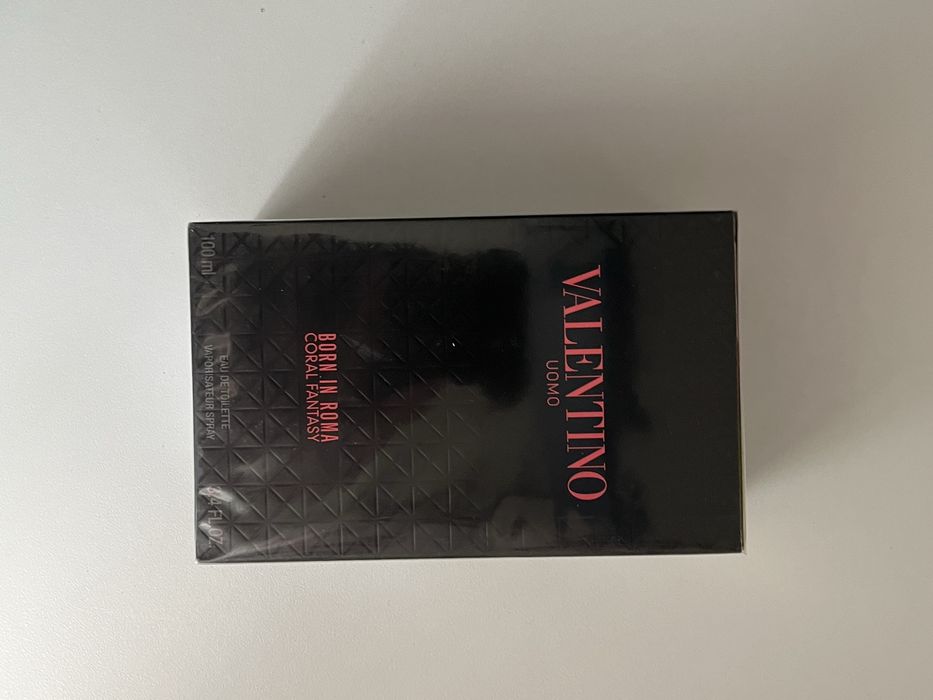 VALENTINO
UOMO
BORN IN ROMA
CORAL FANTASY
EAU DE TOILETTE
VAPORISATEUR SPRAY
100 ml
3.4 FL.OZ.